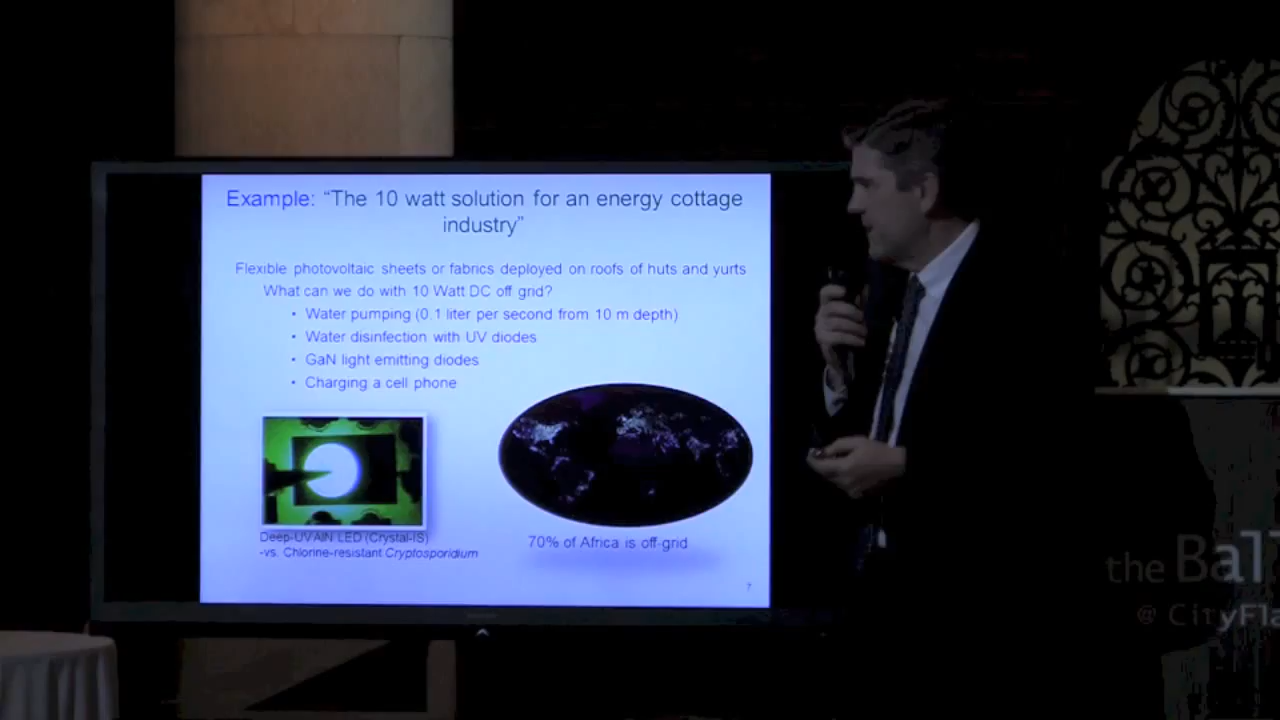 Example: “The 10 watt solution for an energy cottage
industry”
Flexible photovoltaic sheets or fabrics deployed on roofs of huts and yurts
What can we do with 10 Watt DC off grid?
• Water pumping (0.1 liter per second from 10 m depth)
• Water disinfection with UV diodes
• GaN light emitting diodes
• Charging a cell phone
Deep-UV AlN LED (Crystal-IS)
-vs. Chlorine-resistant Cryptosporidium
70% of Africa is off-grid
7
the Ball
@ CityFla